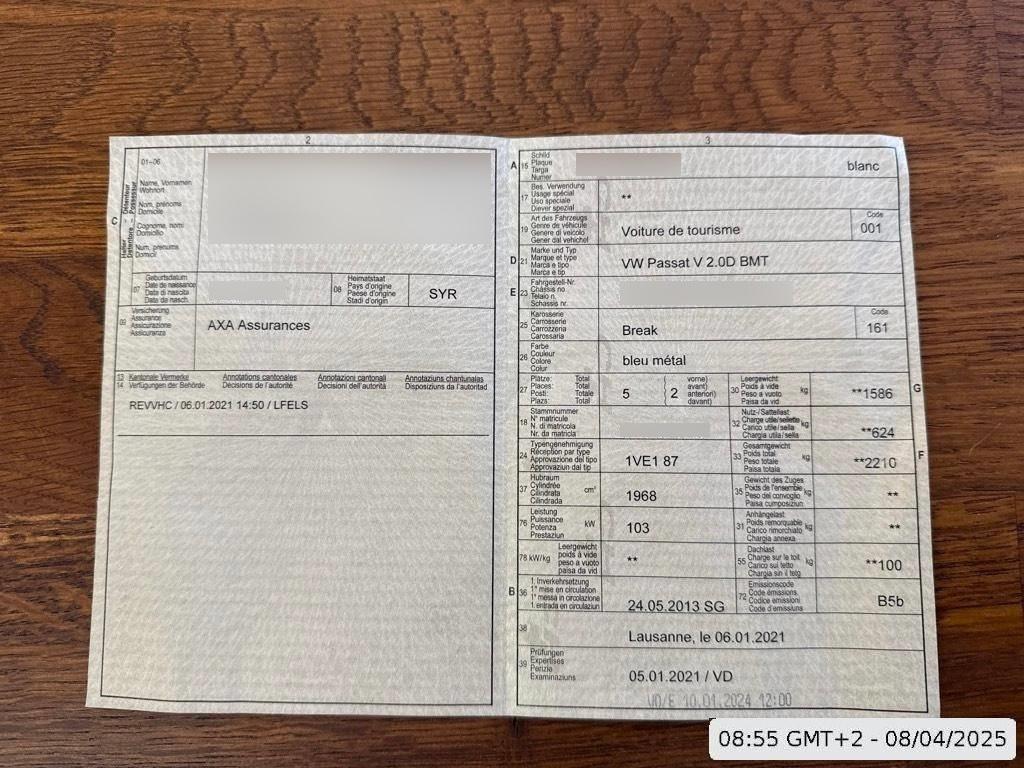 2
01–06
Name, Vornamen
Wohnort
Nom, prénoms
Domicile
Cognome, nomi
Domicilio
Num, prenums
Domicil
C
Halter – Détenteur
Detentore – Possessur
07
Geburtsdatum
Date de naissance
Data di nascita
Data da nasch.
08
Heimatstaat
Pays d'origine
Paese d'origine
Stadi d'origin
SYR
09
Versicherung
Assurance
Assicurazione
Assicuranza
AXA Assurances
13
14
Kantonale Vermerke
Verfügungen der Behörde
Annotations cantonales
Décisions de l'autorité
Annotazioni cantonali
Decisioni dell'autorità
Annotaziuns chantunalas
Disposiziuns da l'autoritad
REVVHC / 06.01.2021 14:50 / LFELS
3
A
15
Schild
Plaque
Targa
Numer
blanc
17
Bes. Verwendung
Usage spécial
Uso speciale
Diever spezial
**
19
Art des Fahrzeugs
Genre de véhicule
Genere di veicolo
Gener dal vehichel
Voiture de tourisme
Code
001
D
21
Marke und Typ
Marque et type
Marca e tipo
Marca e tip
VW Passat V 2.0D BMT
E
23
Fahrgestell-Nr.
Châssis no
Telaio n.
Schassis nr.
25
Karosserie
Carrosserie
Carrozzeria
Carossaria
Break
Code
161
26
Farbe
Couleur
Colore
Colur
bleu métal
27
Plätze: Total
Places: Total
Posti: Totale
Plazs: Total
5
2
vorne)
avant)
anteriori)
davant)
30
Leergewicht
Poids à vide
Peso a vuoto
Paisa da vid
kg
**1586
G
18
Stammnummer
N° matricule
N. di matricola
Nr. da matricla
32
Nutz-/Sattellast
Charge utile/sellette
Carico utile/sella
Chargia utila/sella
kg
**624
24
Typengenehmigung
Réception par type
Approvazione del tipo
Approvaziun dal tip
1VE1 87
33
Gesamtgewicht
Poids total
Peso totale
Paisa totala
kg
**2210
F
37
Hubraum
Cylindrée
Cilindrata
Cilindrada
cm³
1968
35
Gewicht des Zuges
Poids de l'ensemble
Peso del convoglio
Paisa cumposiziun
kg
**
76
Leistung
Puissance
Potenza
Prestaziun
kW
103
31
Anhängelast
Poids remorquable
Carico rimorchiato
Chargia annexa
kg
**
78
kW/kg
Leergewicht
poids à vide
peso a vuoto
paisa da vid
**
55
Dachlast
Charge sur le toit
Carico sul tetto
Chargia sin il tetg
kg
**100
B
36
1. Inverkehrsetzung
1re mise en circulation
1a messa in circolazione
1. entrada en circulaziun
24.05.2013 SG
72
Emissionscode
Code émissions
Codice emissioni
Code d'emissiuns
B5b
38
Lausanne, le 06.01.2021
39
Prüfungen
Expertises
Perizie
Examinaziuns
05.01.2021 / VD
VD/E 10.01.2024 12:00
08:55 GMT+2 - 08/04/2025